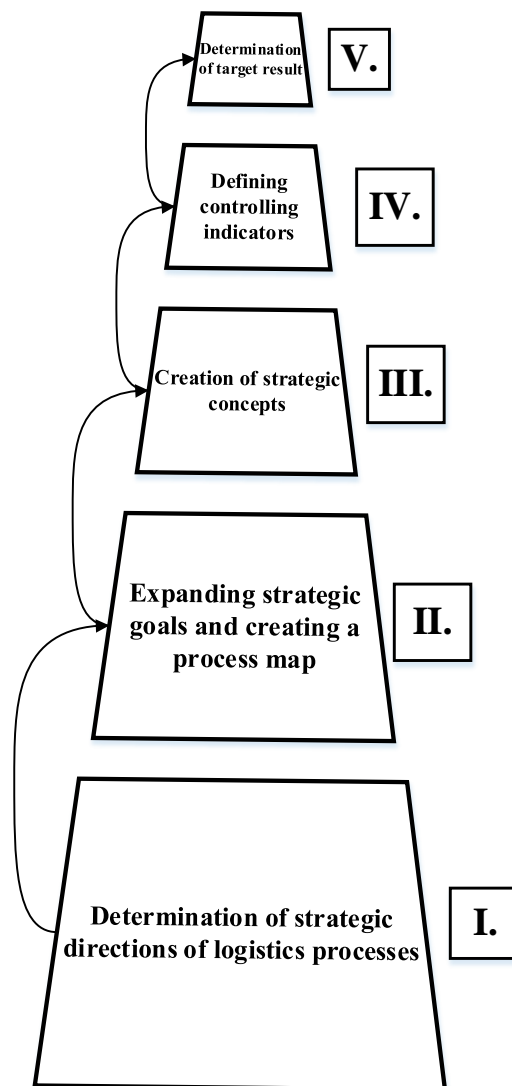 Determination
of target result
V.
Defining
controlling
indicators
IV.
Creation of strategic
concepts
III.
Expanding strategic
goals and creating a
process map
II.
Determination of strategic
directions of logistics processes
I.